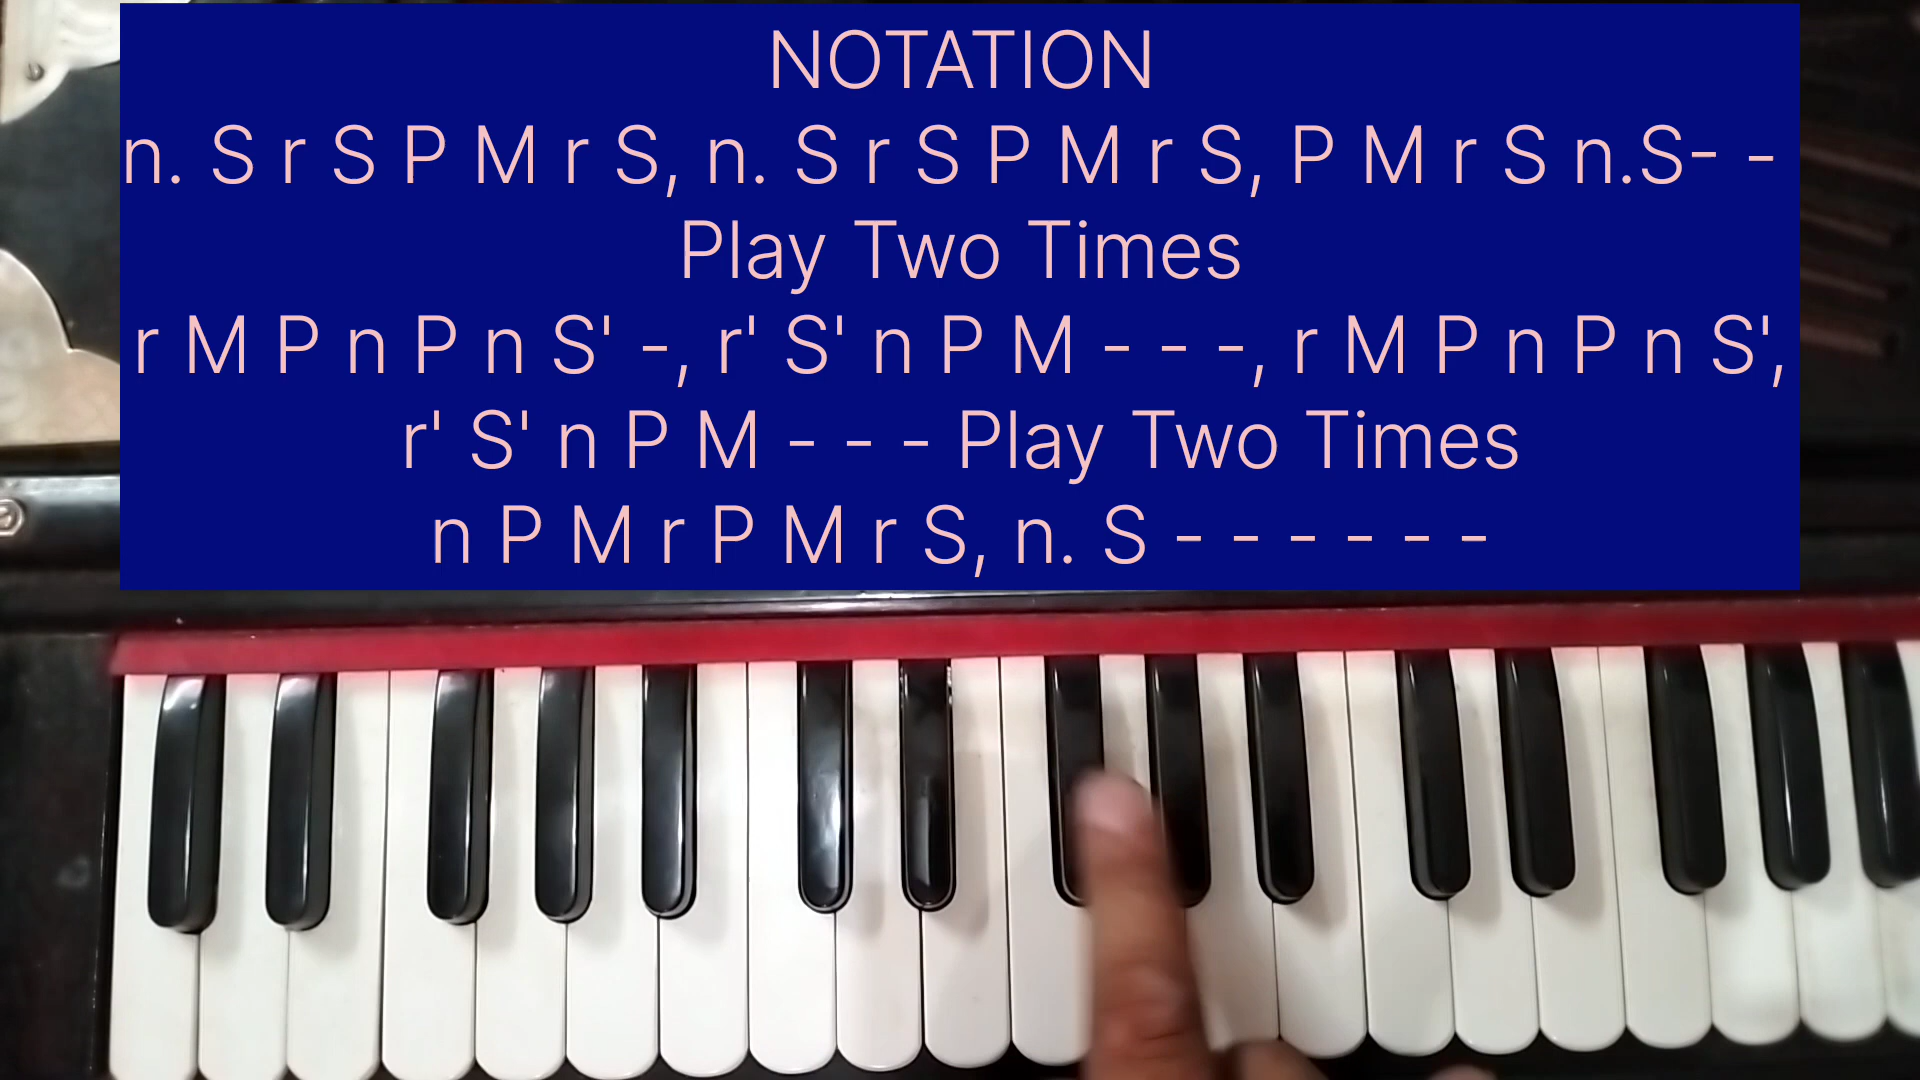 NOTATION
n. S r S P M r S, n. S r S P M r S, P M r S n.S- -
Play Two Times
r M P n P n S' -, r' S' n P M - - -, r M P n P n S',
r' S' n P M - - - Play Two Times
n P M r P M r S, n. S - - - - - -